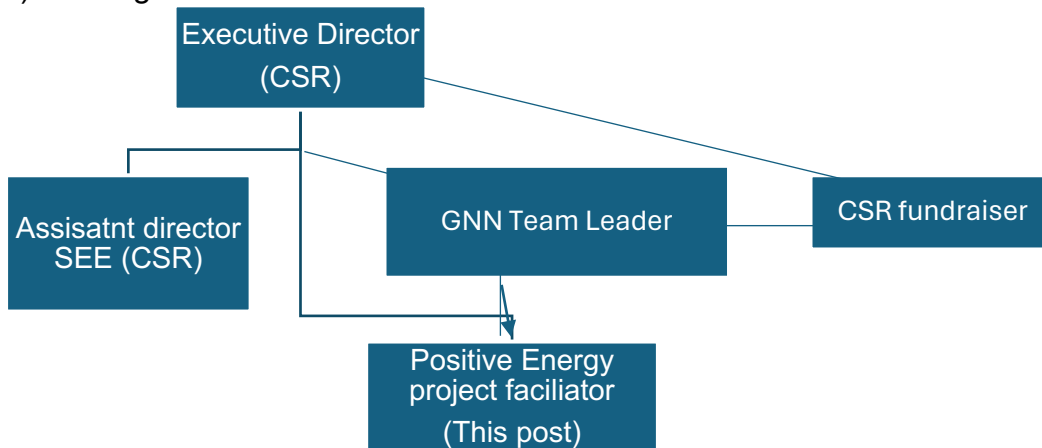 Executive Director
(CSR)
Assisatnt director
SEE (CSR)
GNN Team Leader
CSR fundraiser
Positive Energy
project faciliator
(This post)